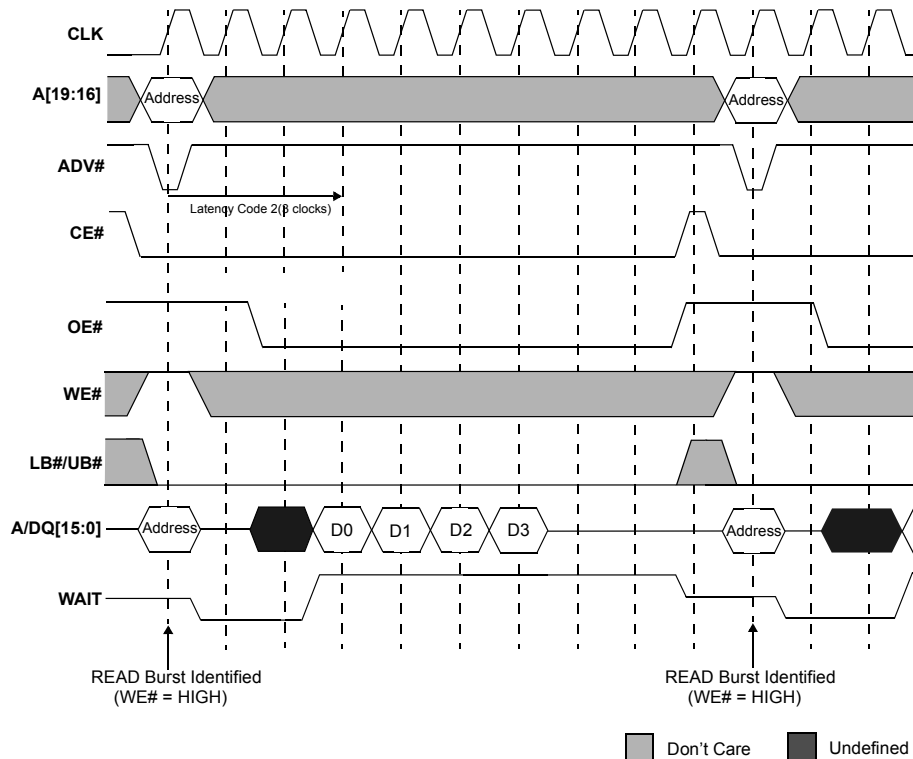 CLK
A[19:16]
Address
Address
ADV#
Latency Code 2(3 clocks)
CE#
OE#
WE#
LB#/UB#
A/DQ[15:0]
Address
D0
D1
D2
D3
Address
WAIT
READ Burst Identified
(WE# = HIGH)
READ Burst Identified
(WE# = HIGH)
Don't Care
Undefined